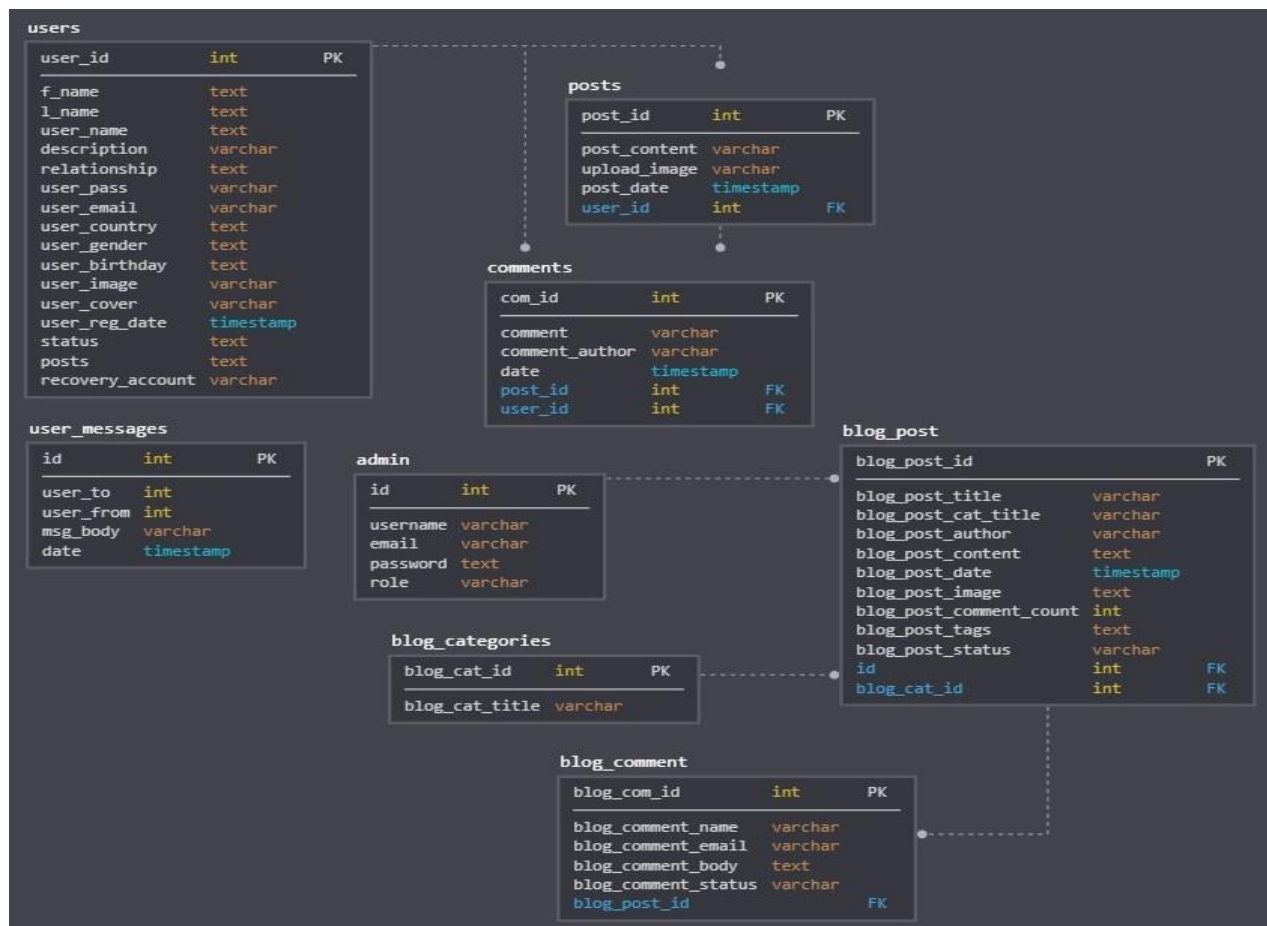 users
user_id int PK
f_name text
l_name text
user_name text
description varchar
relationship text
user_pass varchar
user_email varchar
user_country text
user_gender text
user_birthday text
user_image varchar
user_cover varchar
user_reg_date timestamp
status text
posts text
recovery_account varchar
posts
post_id int PK
post_content varchar
upload_image varchar
post_date timestamp
user_id int FK
comments
com_id int PK
comment varchar
comment_author varchar
date timestamp
post_id int FK
user_id int FK
user_messages
id int PK
user_to int
user_from int
msg_body varchar
date timestamp
admin
id int PK
username varchar
email varchar
password text
role varchar
blog_post
blog_post_id PK
blog_post_title varchar
blog_post_cat_title varchar
blog_post_author varchar
blog_post_content text
blog_post_date timestamp
blog_post_image text
blog_post_comment_count int
blog_post_tags text
blog_post_status varchar
id int FK
blog_cat_id int FK
blog_categories
blog_cat_id int PK
blog_cat_title varchar
blog_comment
blog_com_id int PK
blog_comment_name varchar
blog_comment_email varchar
blog_comment_body text
blog_comment_status varchar
blog_post_id FK